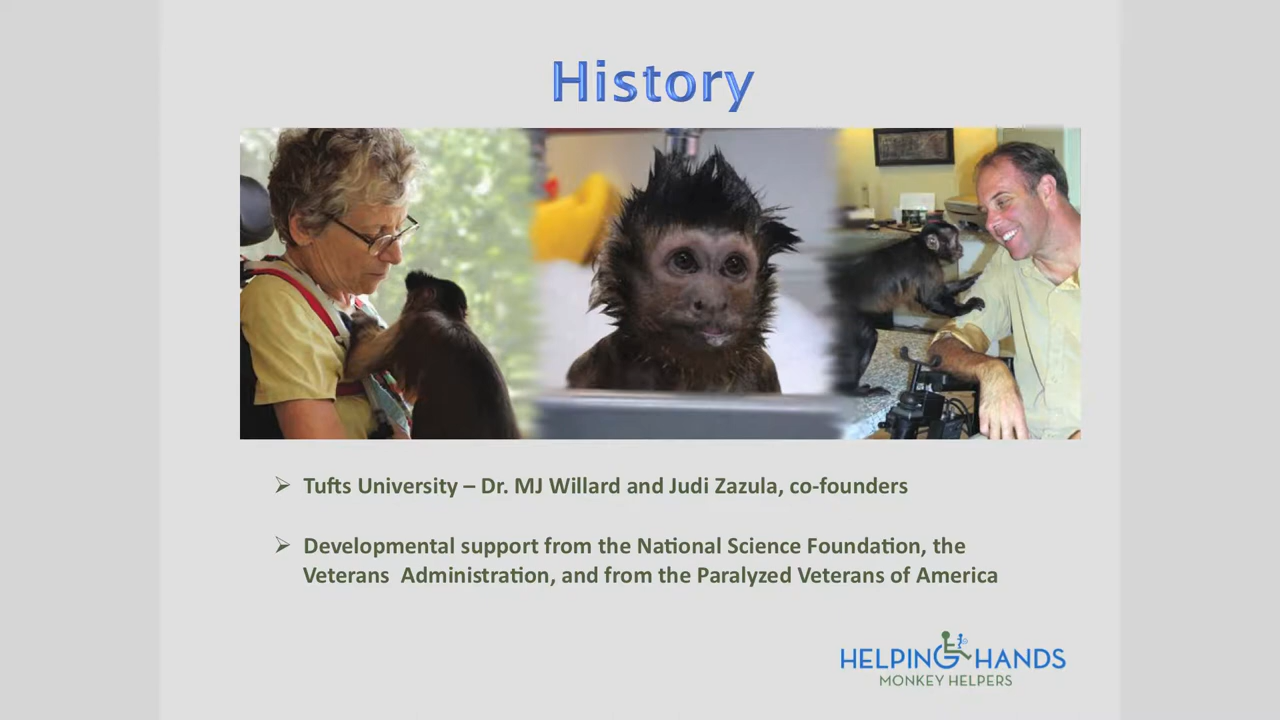 History
➢ Tufts University – Dr. MJ Willard and Judi Zazula, co-founders
➢ Developmental support from the National Science Foundation, the
Veterans  Administration, and from the Paralyzed Veterans of America
HELPING HANDS
MONKEY HELPERS